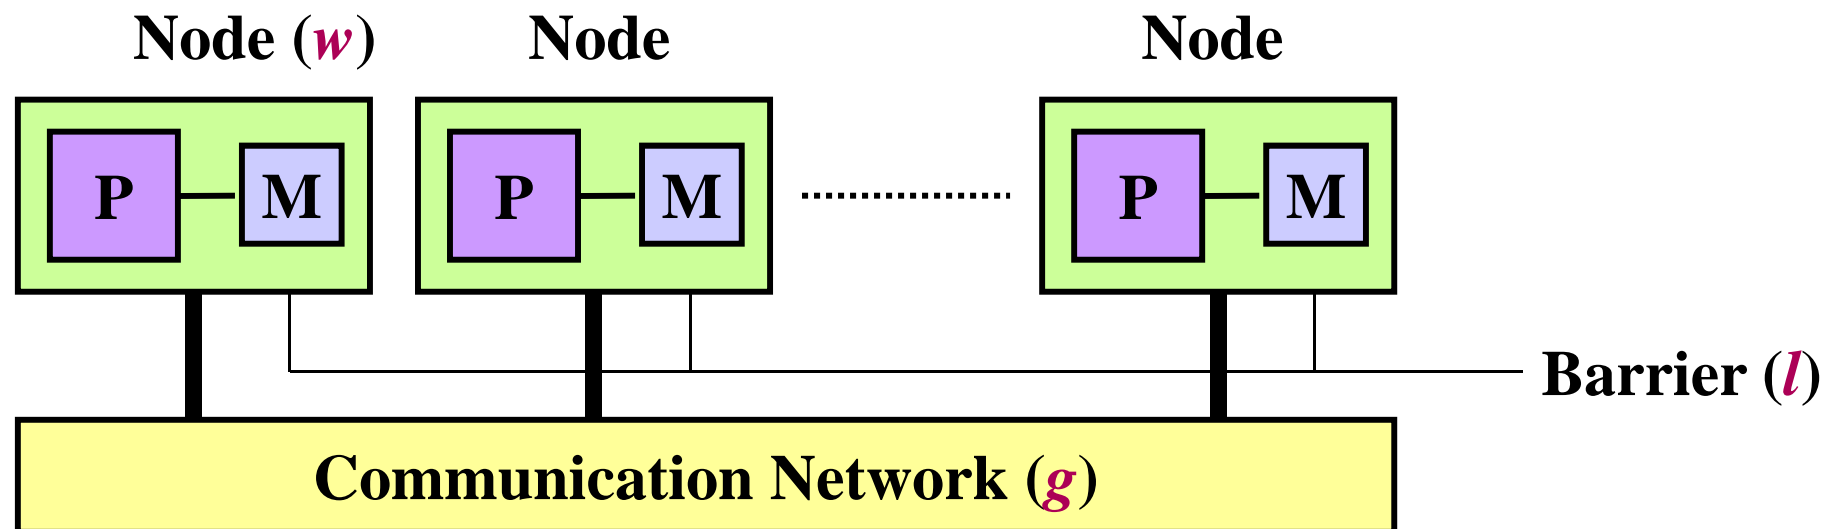 Node (w) Node Node
P M P M P M
Barrier (l)
Communication Network (g)